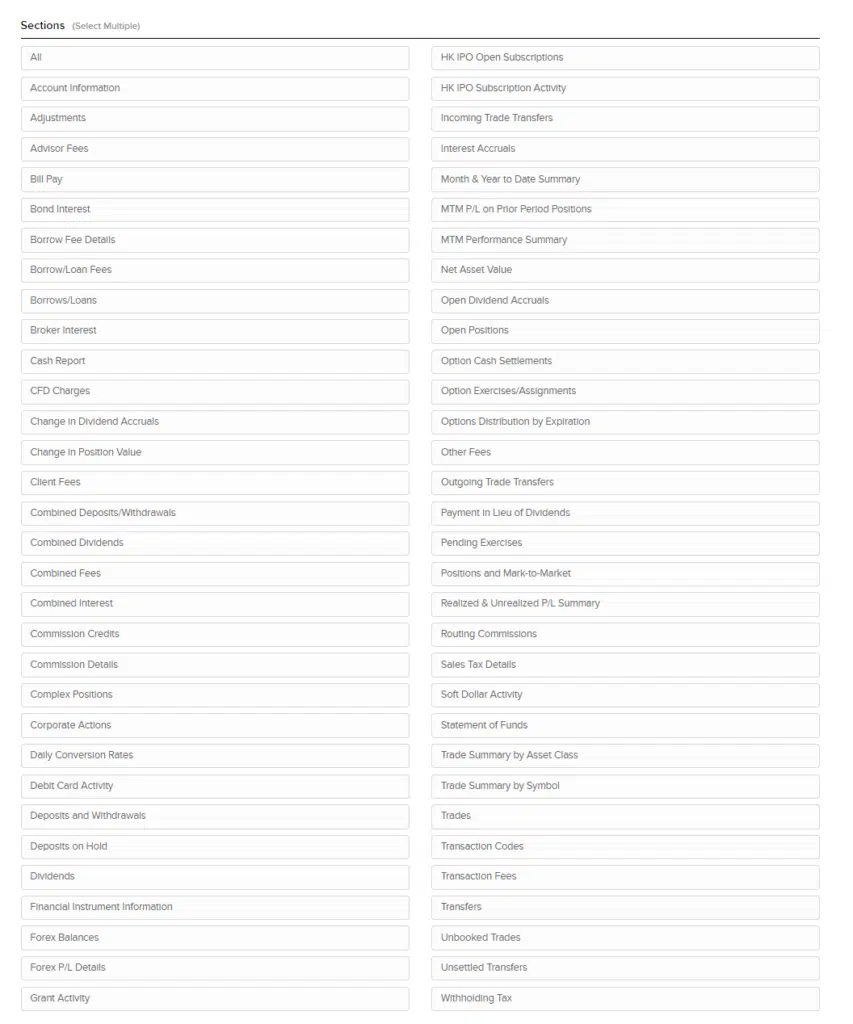 Sections (Select Multiple)
All
Account Information
Adjustments
Advisor Fees
Bill Pay
Bond Interest
Borrow Fee Details
Borrow/Loan Fees
Borrows/Loans
Broker Interest
Cash Report
CFD Charges
Change in Dividend Accruals
Change in Position Value
Client Fees
Combined Deposits/Withdrawals
Combined Dividends
Combined Fees
Combined Interest
Commission Credits
Commission Details
Complex Positions
Corporate Actions
Daily Conversion Rates
Debit Card Activity
Deposits and Withdrawals
Deposits on Hold
Dividends
Financial Instrument Information
Forex Balances
Forex P/L Details
Grant Activity
HK IPO Open Subscriptions
HK IPO Subscription Activity
Incoming Trade Transfers
Interest Accruals
Month & Year to Date Summary
MTM P/L on Prior Period Positions
MTM Performance Summary
Net Asset Value
Open Dividend Accruals
Open Positions
Option Cash Settlements
Option Exercises/Assignments
Options Distribution by Expiration
Other Fees
Outgoing Trade Transfers
Payment in Lieu of Dividends
Pending Exercises
Positions and Mark-to-Market
Realized & Unrealized P/L Summary
Routing Commissions
Sales Tax Details
Soft Dollar Activity
Statement of Funds
Trade Summary by Asset Class
Trade Summary by Symbol
Trades
Transaction Codes
Transaction Fees
Transfers
Unbooked Trades
Unsettled Transfers
Withholding Tax